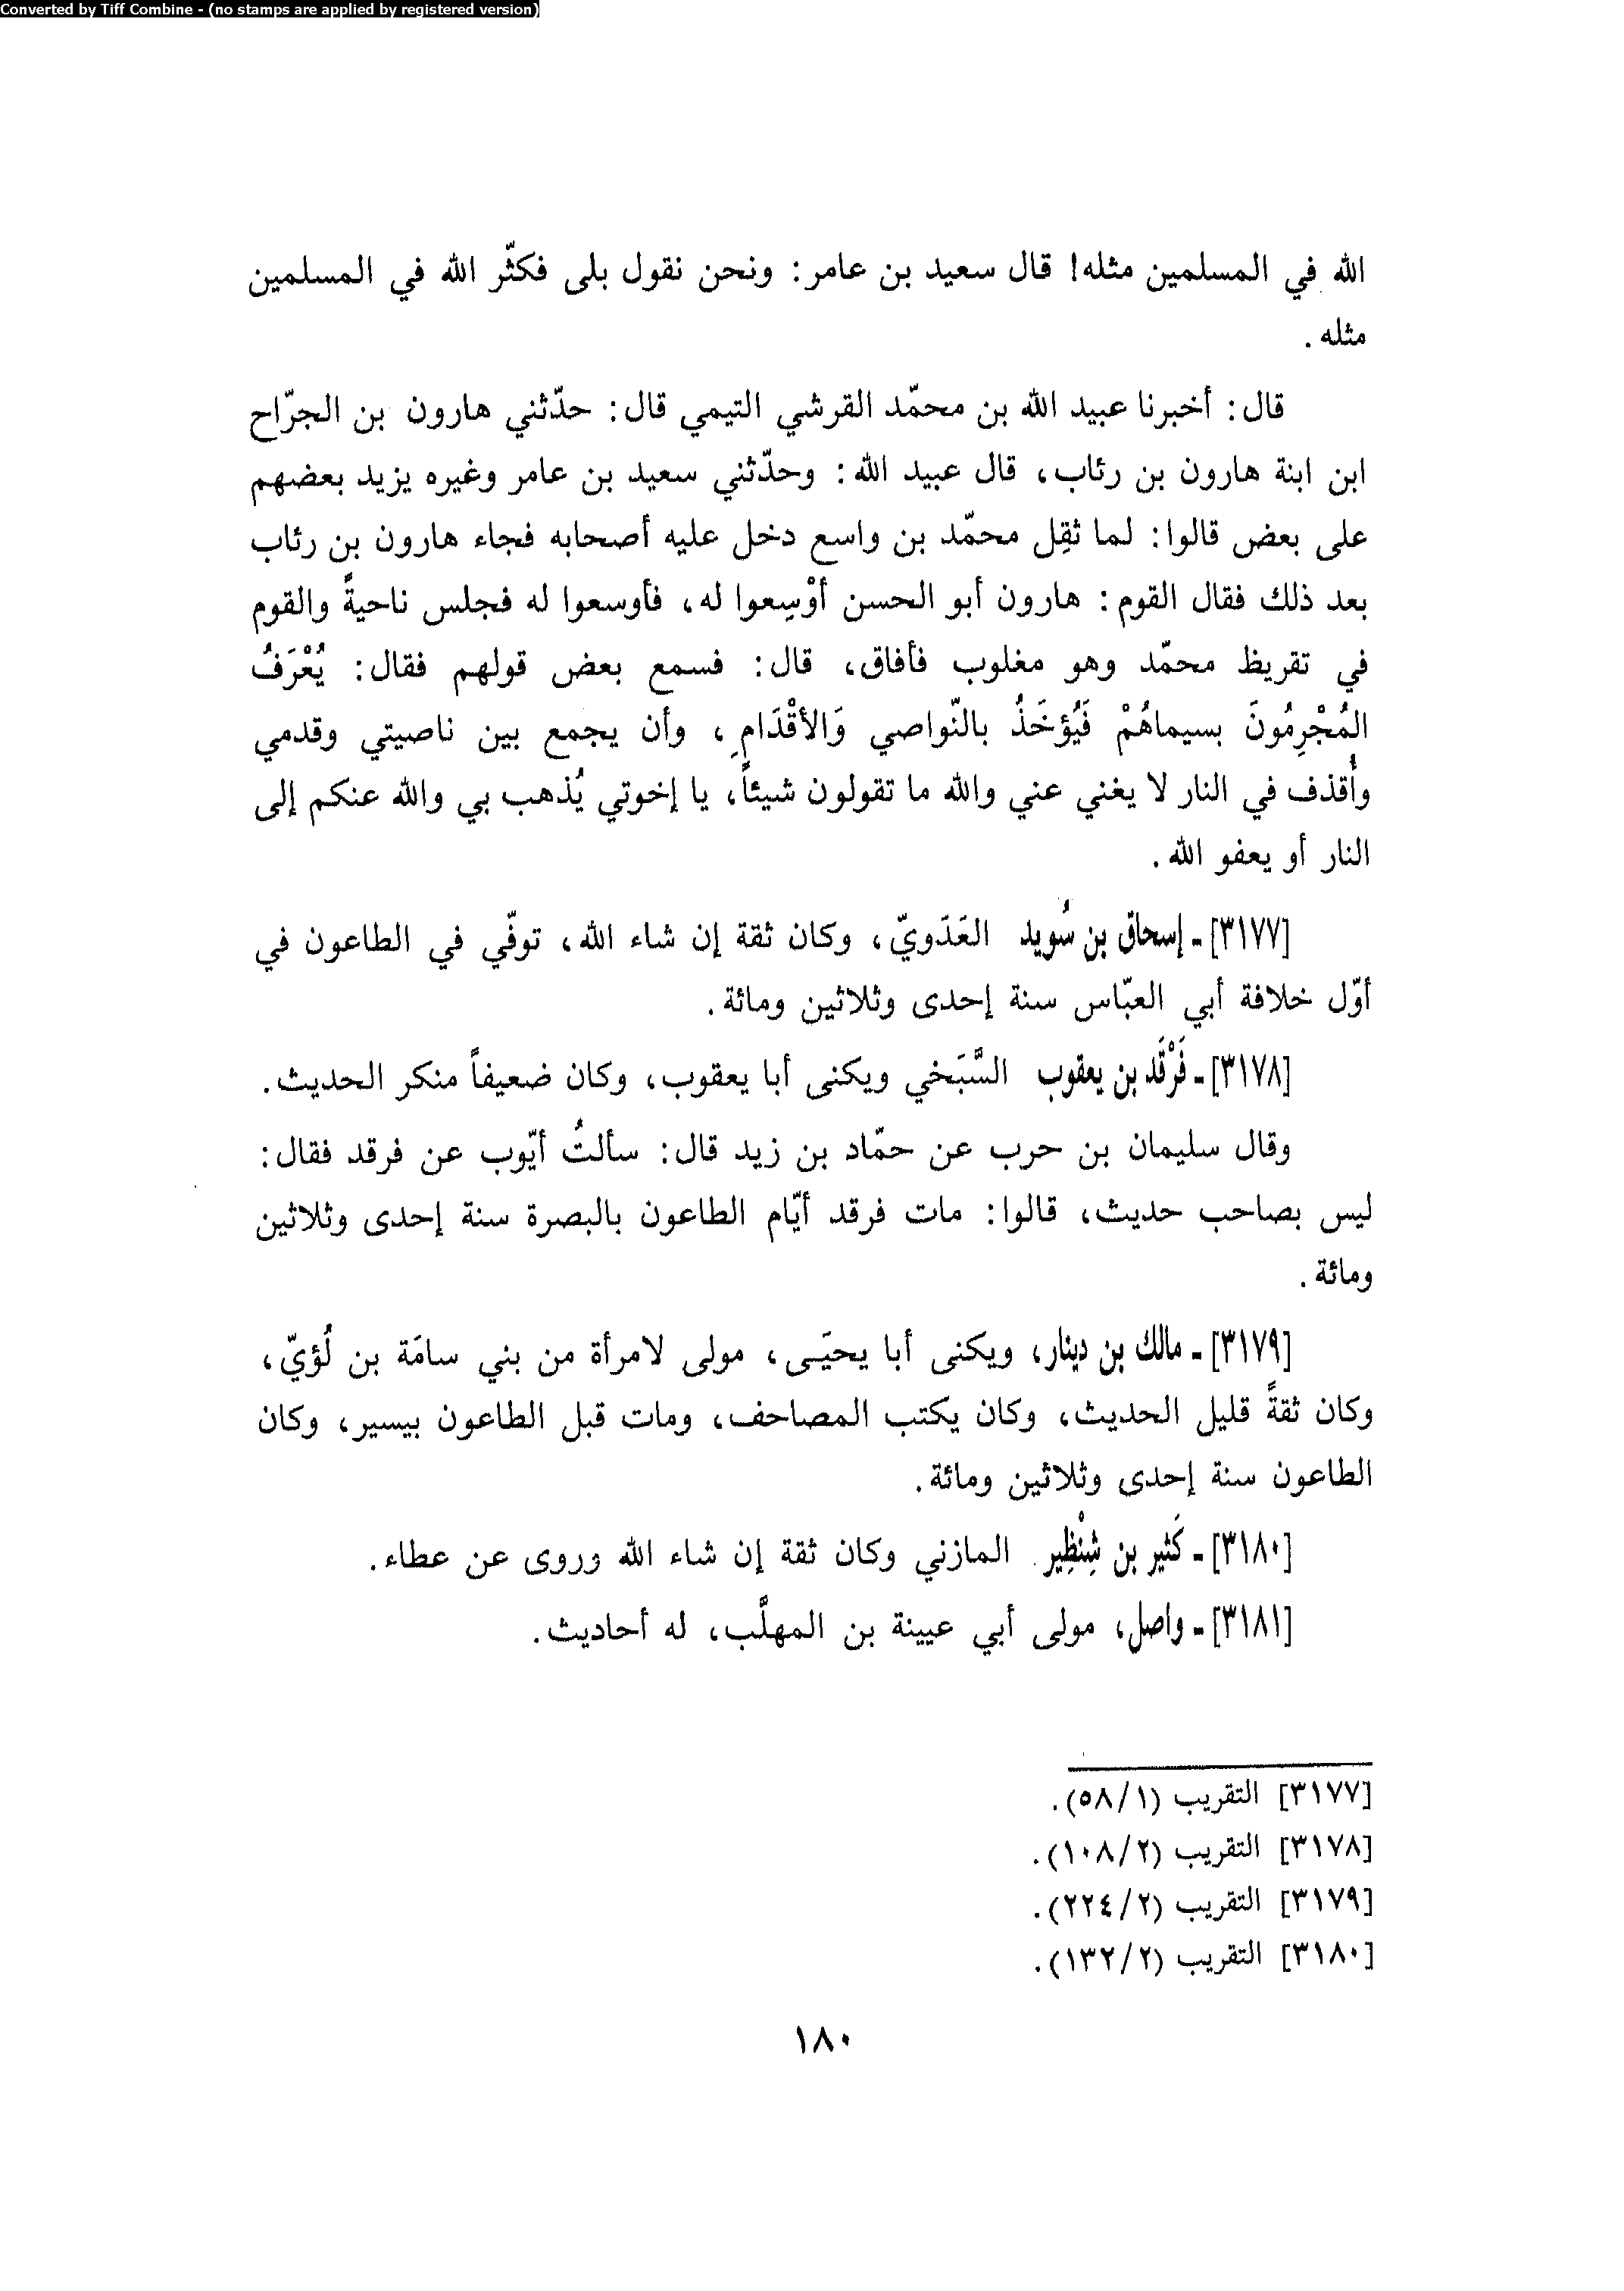 Converted by Tiff Combine - (no stamps are applied by registered version)
الله في المسلمين مثله! قال سعيد بن عامر: ونحن نقول بلى فكثّر الله في المسلمين
مثله.
قال: أخبرنا عبيد الله بن محمّد القرشي التيمي قال: حدّثني هارون بن الجرّاح
ابن ابنة هارون بن رئاب، قال عبيد الله: وحدّثني سعيد بن عامر وغيره يزيد بعضهم
على بعض قالوا: لما ثقِل محمّد بن واسع دخل عليه أصحابه فجاء هارون بن رئاب
بعد ذلك فقال القوم: هارون أبو الحسن أوْسِعوا له، فأوسعوا له فجلس ناحيةً والقوم
في تقريظ محمّد وهو مغلوب فأفاق، قال: فسمع بعض قولهم فقال: يُعْرَفُ
المُجْرِمُونَ بسيماهُمْ فَيُؤخَذُ بالنّواصي وَالأقْدَامِ، وأن يجمع بين ناصيتي وقدمي
وأُقذف في النار لا يغني عني والله ما تقولون شيئاً، يا إخوتي يُذهب بي والله عنكم إلى
النار أو يعفو الله.
[٣١٧٧] - إسحاق بن سُويد العَدَويّ، وكان ثقة إن شاء الله، توفّي في الطاعون في
أوّل خلافة أبي العبّاس سنة إحدى وثلاثين ومائة.
[٣١٧٨] - فَرْقَد بن يعقوب السَّبَخي ويكنى أبا يعقوب، وكان ضعيفاً منكر الحديث.
وقال سليمان بن حرب عن حمّاد بن زيد قال: سألتُ أيّوب عن فرقد فقال:
ليس بصاحب حديث، قالوا: مات فرقد أيّام الطاعون بالبصرة سنة إحدى وثلاثين
ومائة.
[٣١٧٩] - مالك بن دينار، ويكنى أبا يحيَـى، مولى لامرأة من بني سامَة بن لُؤيّ،
وكان ثقةً قليل الحديث، وكان يكتب المصاحف، ومات قبل الطاعون بيسير، وكان
الطاعون سنة إحدى وثلاثين ومائة.
[٣١٨٠] - كَثير بن شِنْظِير المازني وكان ثقة إن شاء الله وروى عن عطاء.
[٣١٨١] - واصل، مولى أبي عيينة بن المهلَّب، له أحاديث.
[٣١٧٧] التقريب (٥٨/١).
[٣١٧٨] التقريب (١٠٨/٢).
[٣١٧٩] التقريب (٢٢٤/٢).
[٣١٨٠] التقريب (١٣٢/٢).
١٨٠